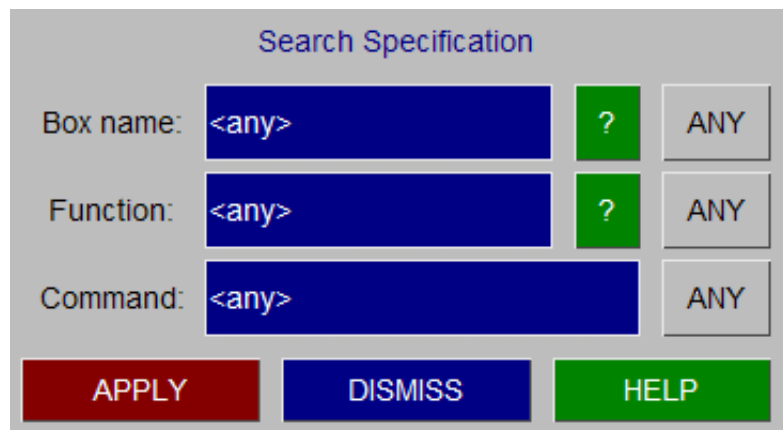 Search Specification
Box name: <any> ? ANY
Function: <any> ? ANY
Command: <any> ANY
APPLY DISMISS HELP